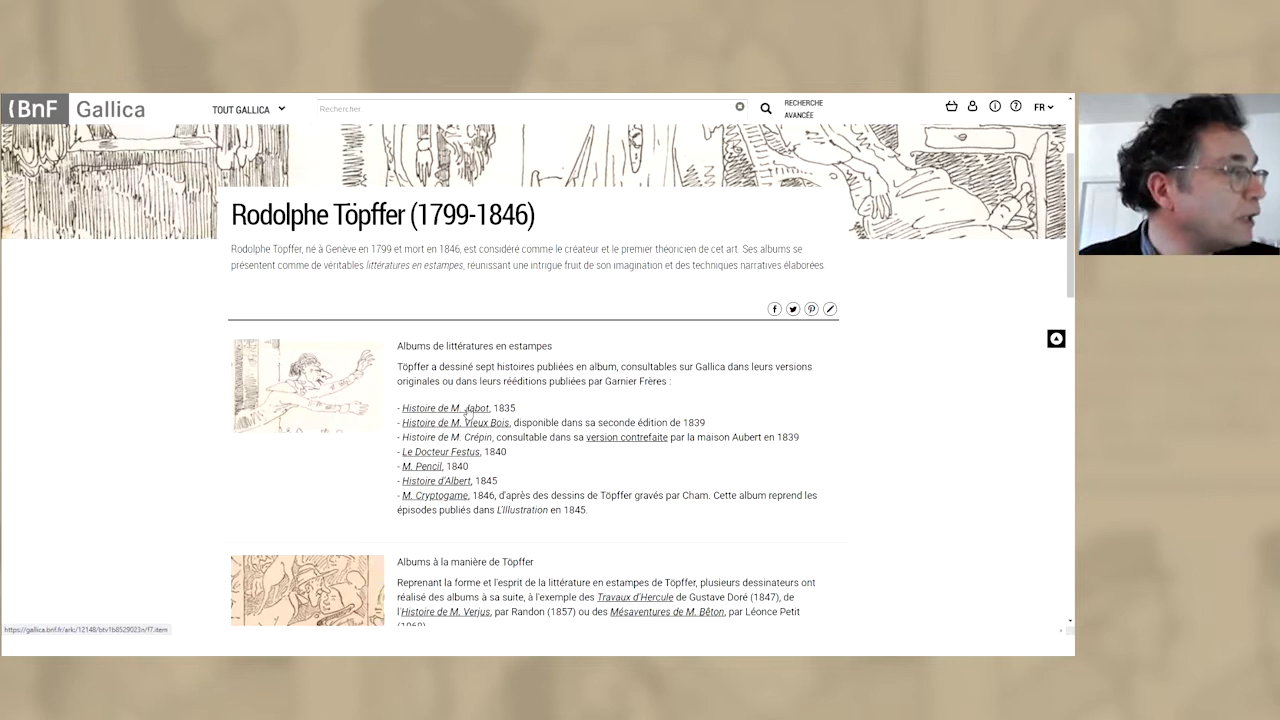 {BnF Gallica
TOUT GALLICA
Rechercher
RECHERCHE
AVANCÉE
FR
Rodolphe Töpffer (1799-1846)
Rodolphe Töpffer, né à Genève en 1799 et mort en 1846, est considéré comme le créateur et le premier théoricien de cet art. Ses albums se
présentent comme de véritables littératures en estampes, réunissant une intrigue fruit de son imagination et des techniques narratives élaborées
Albums de littératures en estampes
Töpffer a dessiné sept histoires publiées en album, consultables sur Gallica dans leurs versions
originales ou dans leurs rééditions publiées par Garnier Frères :
- Histoire de M. Jabot, 1835
- Histoire de M. Vieux Bois, disponible dans sa seconde édition de 1839
- Histoire de M. Crépin, consultable dans sa version contrefaite par la maison Aubert en 1839
- Le Docteur Festus, 1840
- M. Pencil, 1840
- Histoire d'Albert, 1845
- M. Cryptogame, 1846, d'après des dessins de Töpffer gravés par Cham. Cette album reprend les
épisodes publiés dans L'Illustration en 1845.
Albums à la manière de Töpffer
Reprenant la forme et l'esprit de la littérature en estampes de Töpffer, plusieurs dessinateurs ont
réalisé des albums à sa suite, à l'exemple des Travaux d'Hercule de Gustave Doré (1847), de
l'Histoire de M. Verjus, par Randon (1857) ou des Mésaventures de M. Bêton, par Léonce Petit
https://gallica.bnf.fr/ark:/12148/btv1b8529023n/f7.item